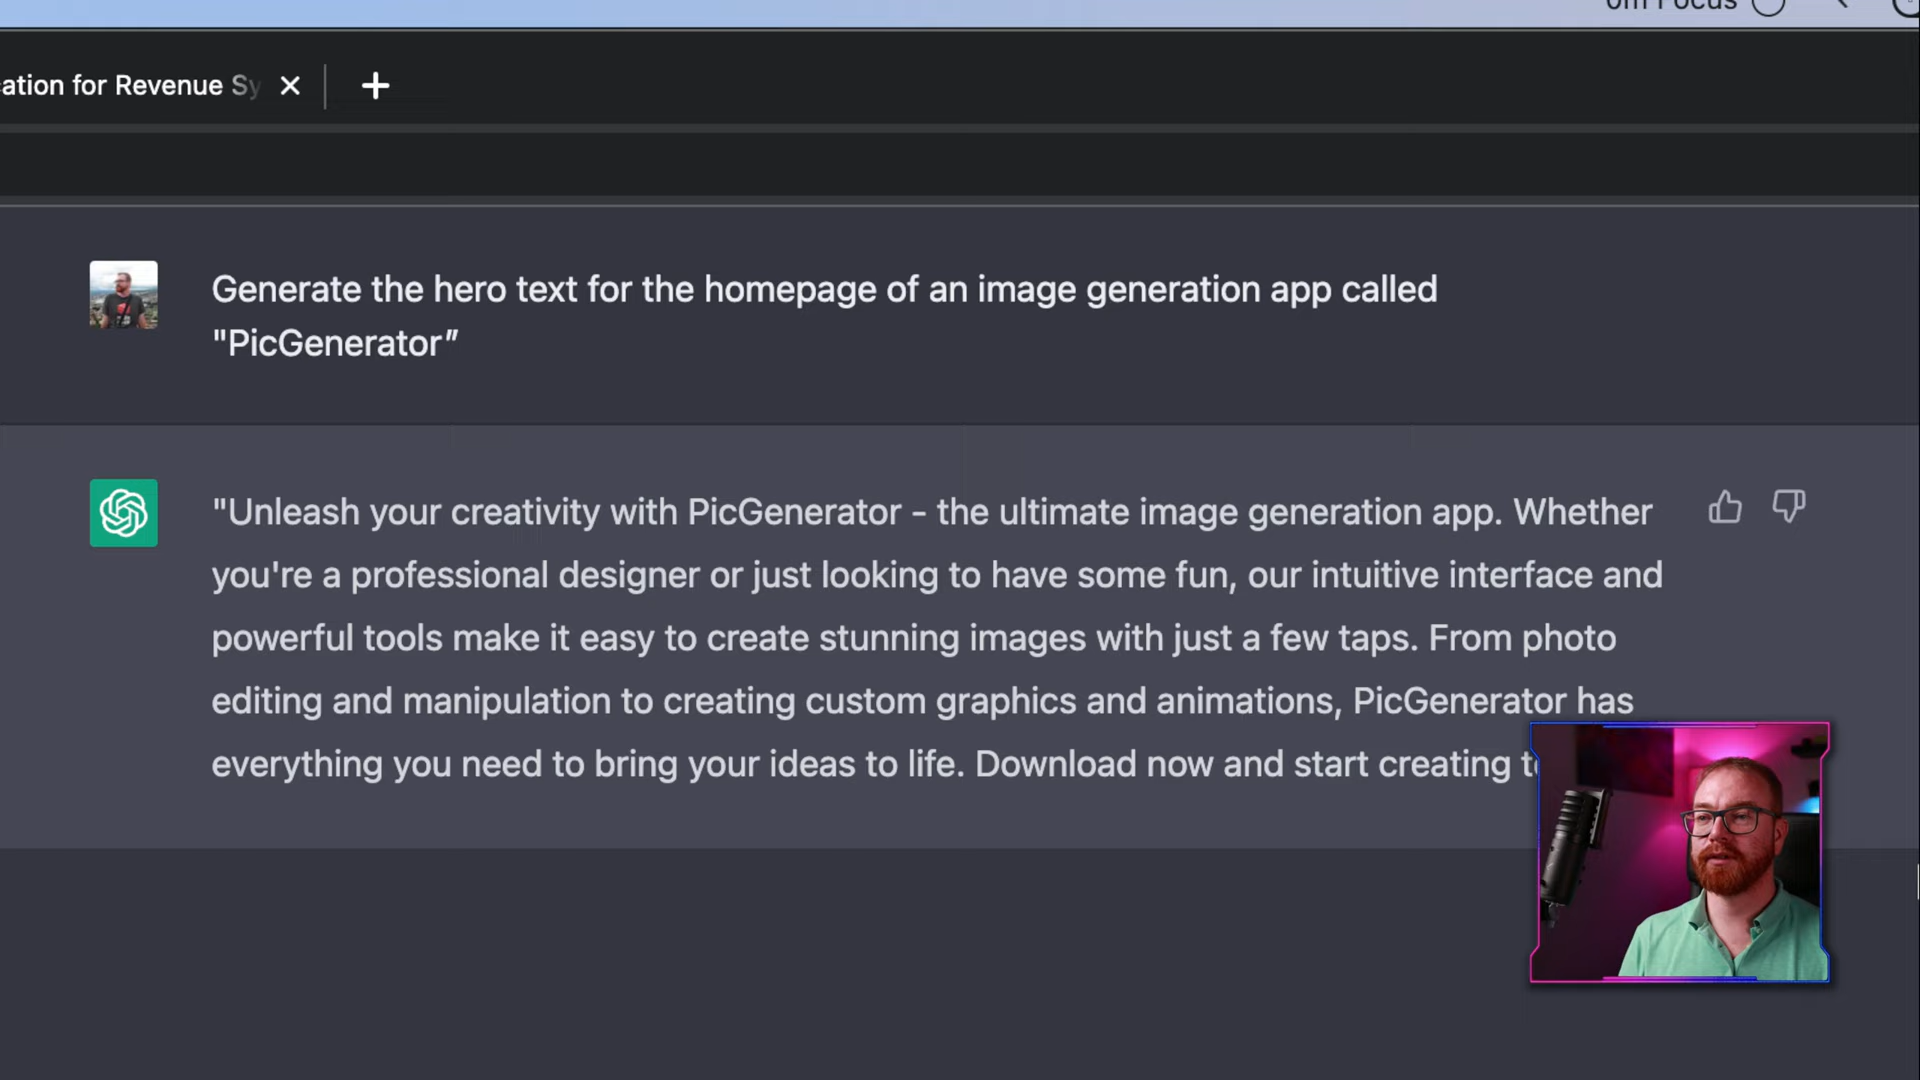 0m Focus
ation for Revenue Sy
Generate the hero text for the homepage of an image generation app called
"PicGenerator”
"Unleash your creativity with PicGenerator - the ultimate image generation app. Whether
you're a professional designer or just looking to have some fun, our intuitive interface and
powerful tools make it easy to create stunning images with just a few taps. From photo
editing and manipulation to creating custom graphics and animations, PicGenerator has
everything you need to bring your ideas to life. Download now and start creating